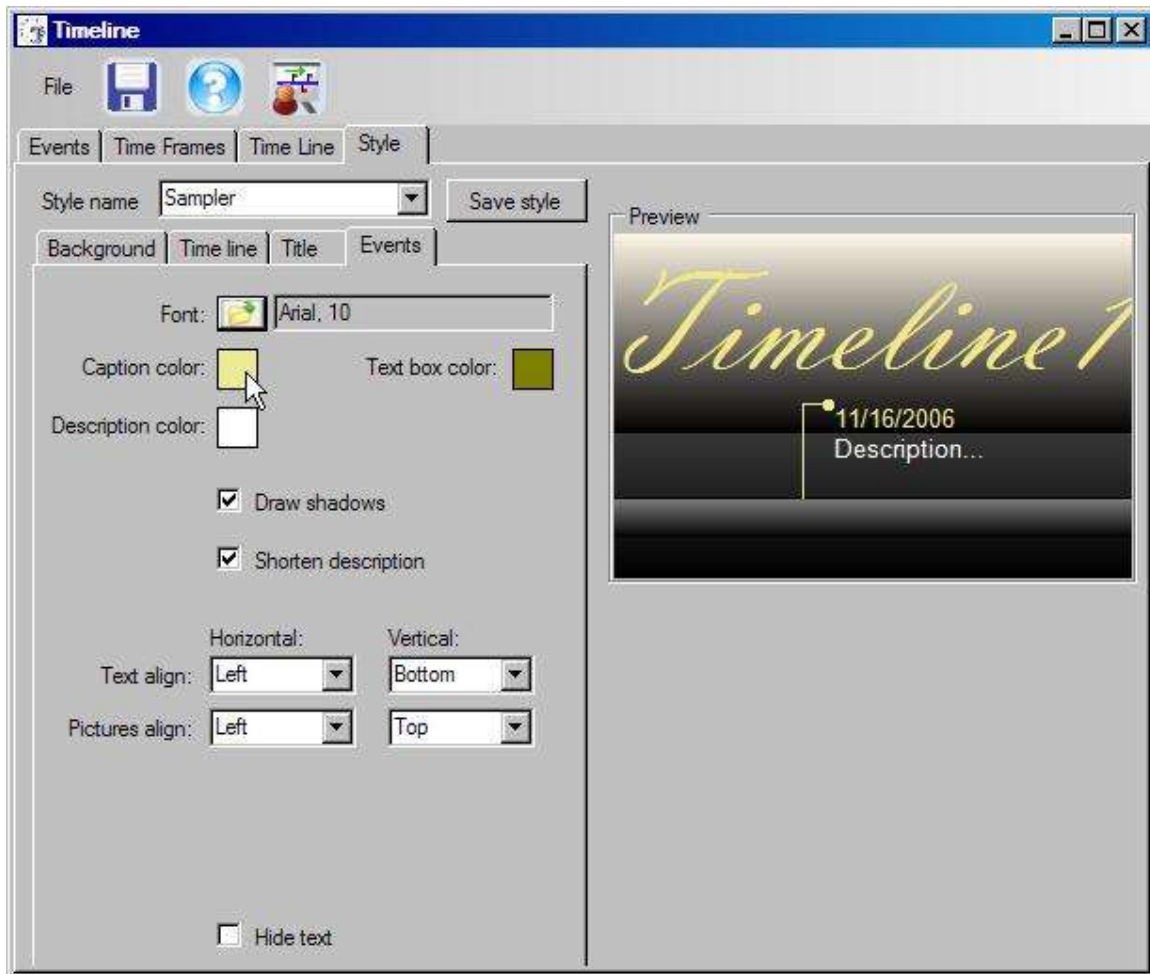 Timeline
File
Events Time Frames Time Line Style
Style name Sampler Save style
Background Time line Title Events
Font: Arial, 10
Caption color: Text box color:
Description color:
Draw shadows
Shorten description
Horizontal: Vertical:
Text align: Left Bottom
Pictures align: Left Top
Hide text
Preview
Timeline1
11/16/2006
Description...